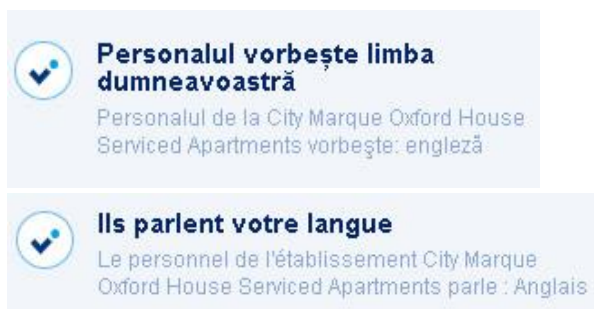 Personalul vorbește limba
dumneavoastră
Personalul de la City Marque Oxford House
Serviced Apartments vorbeşte: engleză
Ils parlent votre langue
Le personnel de l'établissement City Marque
Oxford House Serviced Apartments parle : Anglais